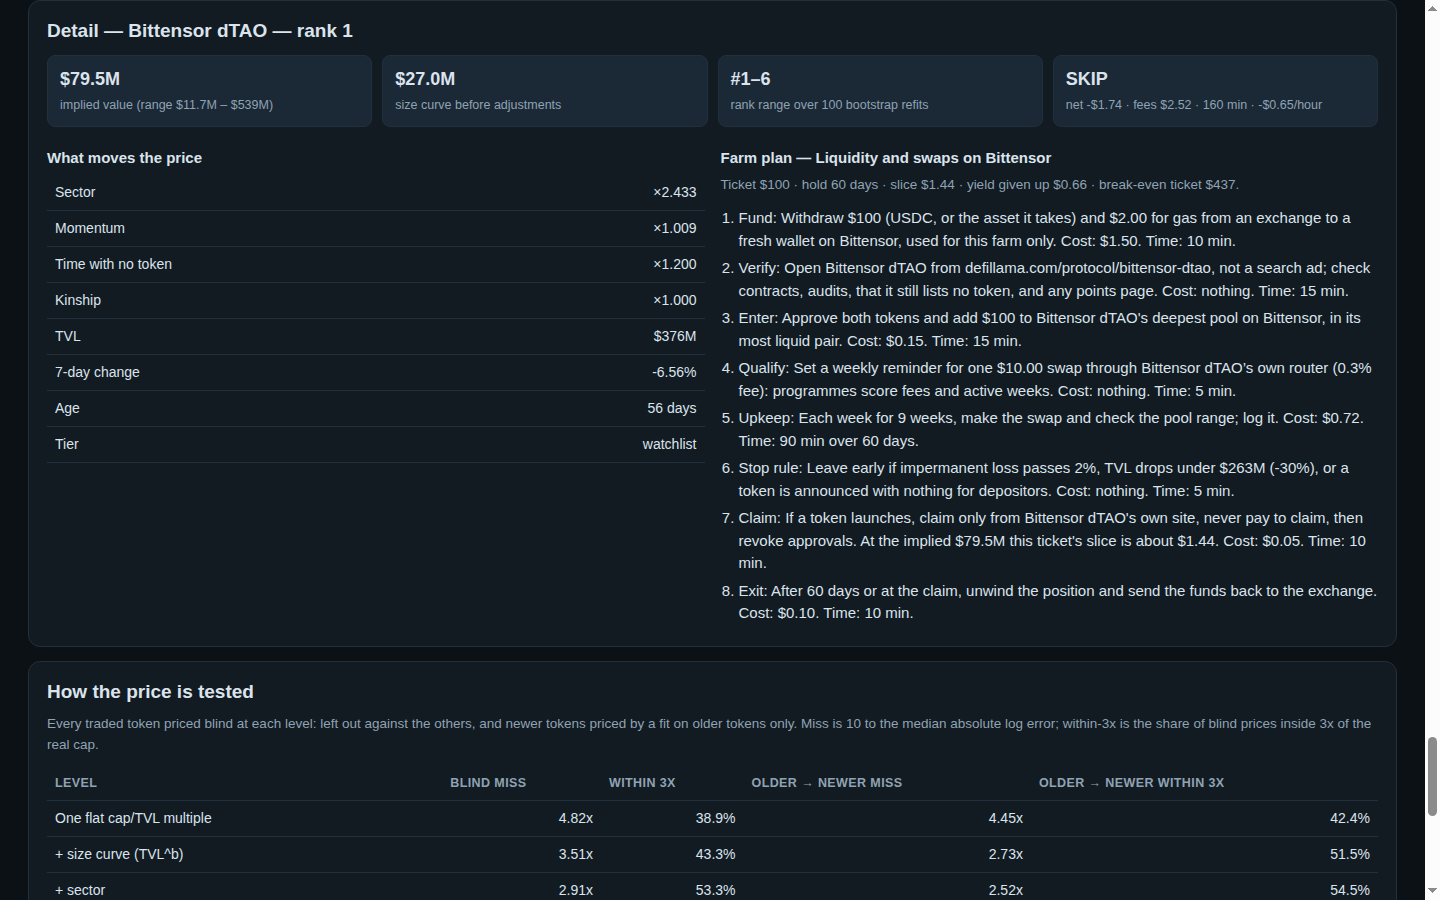 Detail — Bittensor dTAO — rank 1
$79.5M
implied value (range $11.7M – $539M)
$27.0M
size curve before adjustments
#1–6
rank range over 100 bootstrap refits
SKIP
net -$1.74 · fees $2.52 · 160 min · -$0.65/hour
What moves the price
Sector ×2.433
Momentum ×1.009
Time with no token ×1.200
Kinship ×1.000
TVL $376M
7-day change -6.56%
Age 56 days
Tier watchlist
Farm plan — Liquidity and swaps on Bittensor
Ticket $100 · hold 60 days · slice $1.44 · yield given up $0.66 · break-even ticket $437.
1. Fund: Withdraw $100 (USDC, or the asset it takes) and $2.00 for gas from an exchange to a
fresh wallet on Bittensor, used for this farm only. Cost: $1.50. Time: 10 min.
2. Verify: Open Bittensor dTAO from defillama.com/protocol/bittensor-dtao, not a search ad; check
contracts, audits, that it still lists no token, and any points page. Cost: nothing. Time: 15 min.
3. Enter: Approve both tokens and add $100 to Bittensor dTAO's deepest pool on Bittensor, in its
most liquid pair. Cost: $0.15. Time: 15 min.
4. Qualify: Set a weekly reminder for one $10.00 swap through Bittensor dTAO's own router (0.3%
fee): programmes score fees and active weeks. Cost: nothing. Time: 5 min.
5. Upkeep: Each week for 9 weeks, make the swap and check the pool range; log it. Cost: $0.72.
Time: 90 min over 60 days.
6. Stop rule: Leave early if impermanent loss passes 2%, TVL drops under $263M (-30%), or a
token is announced with nothing for depositors. Cost: nothing. Time: 5 min.
7. Claim: If a token launches, claim only from Bittensor dTAO's own site, never pay to claim, then
revoke approvals. At the implied $79.5M this ticket's slice is about $1.44. Cost: $0.05. Time: 10
min.
8. Exit: After 60 days or at the claim, unwind the position and send the funds back to the exchange.
Cost: $0.10. Time: 10 min.
How the price is tested
Every traded token priced blind at each level: left out against the others, and newer tokens priced by a fit on older tokens only. Miss is 10 to the median absolute log error; within-3x is the share of blind prices inside 3x of the
real cap.
LEVEL BLIND MISS WITHIN 3X OLDER → NEWER MISS OLDER → NEWER WITHIN 3X
One flat cap/TVL multiple 4.82x 38.9% 4.45x 42.4%
+ size curve (TVL^b) 3.51x 43.3% 2.73x 51.5%
+ sector 2.91x 53.3% 2.52x 54.5%